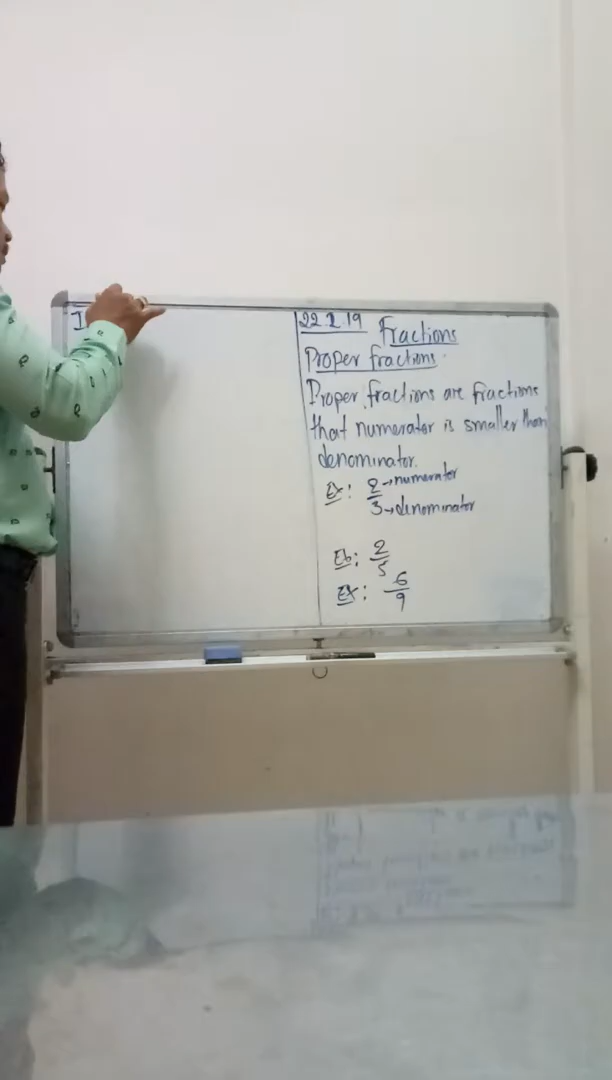 I
22.2.19 Fractions
Proper fractions.
Proper fractions are fractions
that numerator is smaller than
denominator.
Ex: 2/3 → numerator
→ denominator
Ex: 2/5
Ex: 6/9